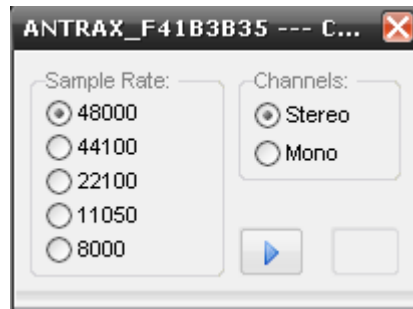 ANTRAX_F41B3B35 --- C...
Sample Rate:
48000
44100
22100
11050
8000
Channels:
Stereo
Mono